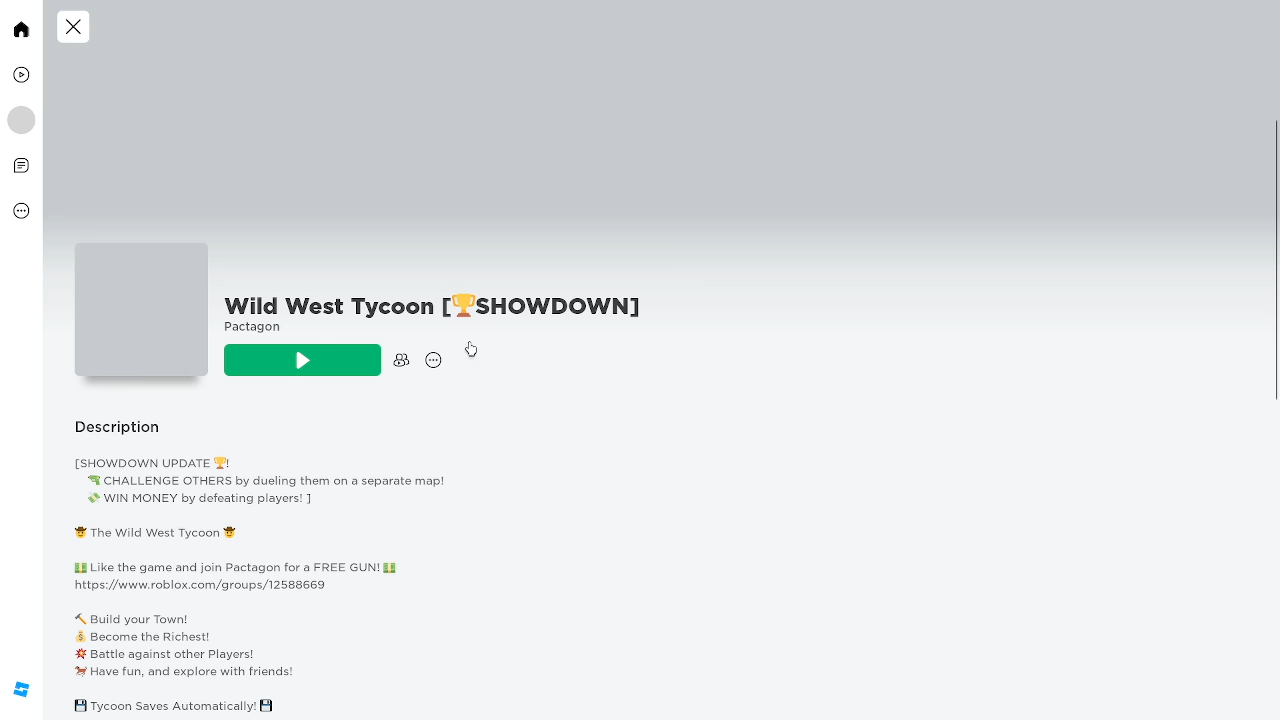 Wild West Tycoon [🏆SHOWDOWN]
Pactagon
Description
[SHOWDOWN UPDATE 🏆!
🔫 CHALLENGE OTHERS by dueling them on a separate map!
💸 WIN MONEY by defeating players! ]
🤠 The Wild West Tycoon 🤠
💵 Like the game and join Pactagon for a FREE GUN! 💵
https://www.roblox.com/groups/12588669
🔨 Build your Town!
💰 Become the Richest!
💥 Battle against other Players!
🐎 Have fun, and explore with friends!
💾 Tycoon Saves Automatically! 💾